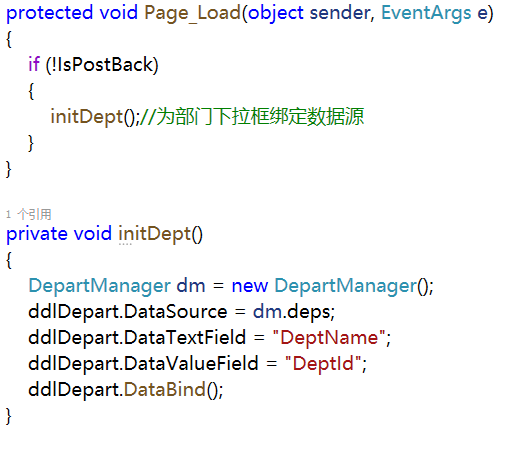 protected void Page_Load(object sender, EventArgs e)
{
if (!IsPostBack)
{
initDept();//为部门下拉框绑定数据源
}
}
1 个引用
private void initDept()
{
DepartManager dm = new DepartManager();
ddlDepart.DataSource = dm.deps;
ddlDepart.DataTextField = "DeptName";
ddlDepart.DataValueField = "DeptId";
ddlDepart.DataBind();
}